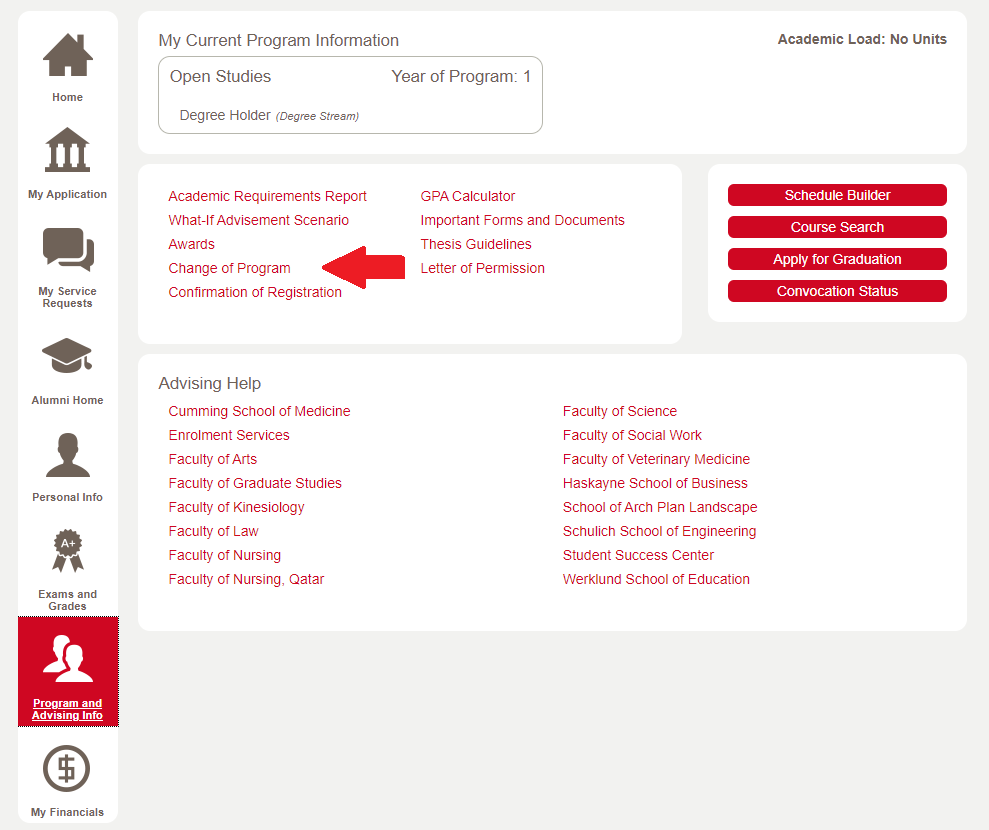 Home
My Application
My Service
Requests
Alumni Home
Personal Info
A+
Exams and
Grades
Program and
Advising Info
My Financials
My Current Program Information
Academic Load: No Units
Open Studies
Year of Program: 1
Degree Holder (Degree Stream)
Academic Requirements Report
What-If Advisement Scenario
Awards
Change of Program
Confirmation of Registration
GPA Calculator
Important Forms and Documents
Thesis Guidelines
Letter of Permission
Schedule Builder
Course Search
Apply for Graduation
Convocation Status
Advising Help
Cumming School of Medicine
Enrolment Services
Faculty of Arts
Faculty of Graduate Studies
Faculty of Kinesiology
Faculty of Law
Faculty of Nursing
Faculty of Nursing, Qatar
Faculty of Science
Faculty of Social Work
Faculty of Veterinary Medicine
Haskayne School of Business
School of Arch Plan Landscape
Schulich School of Engineering
Student Success Center
Werklund School of Education